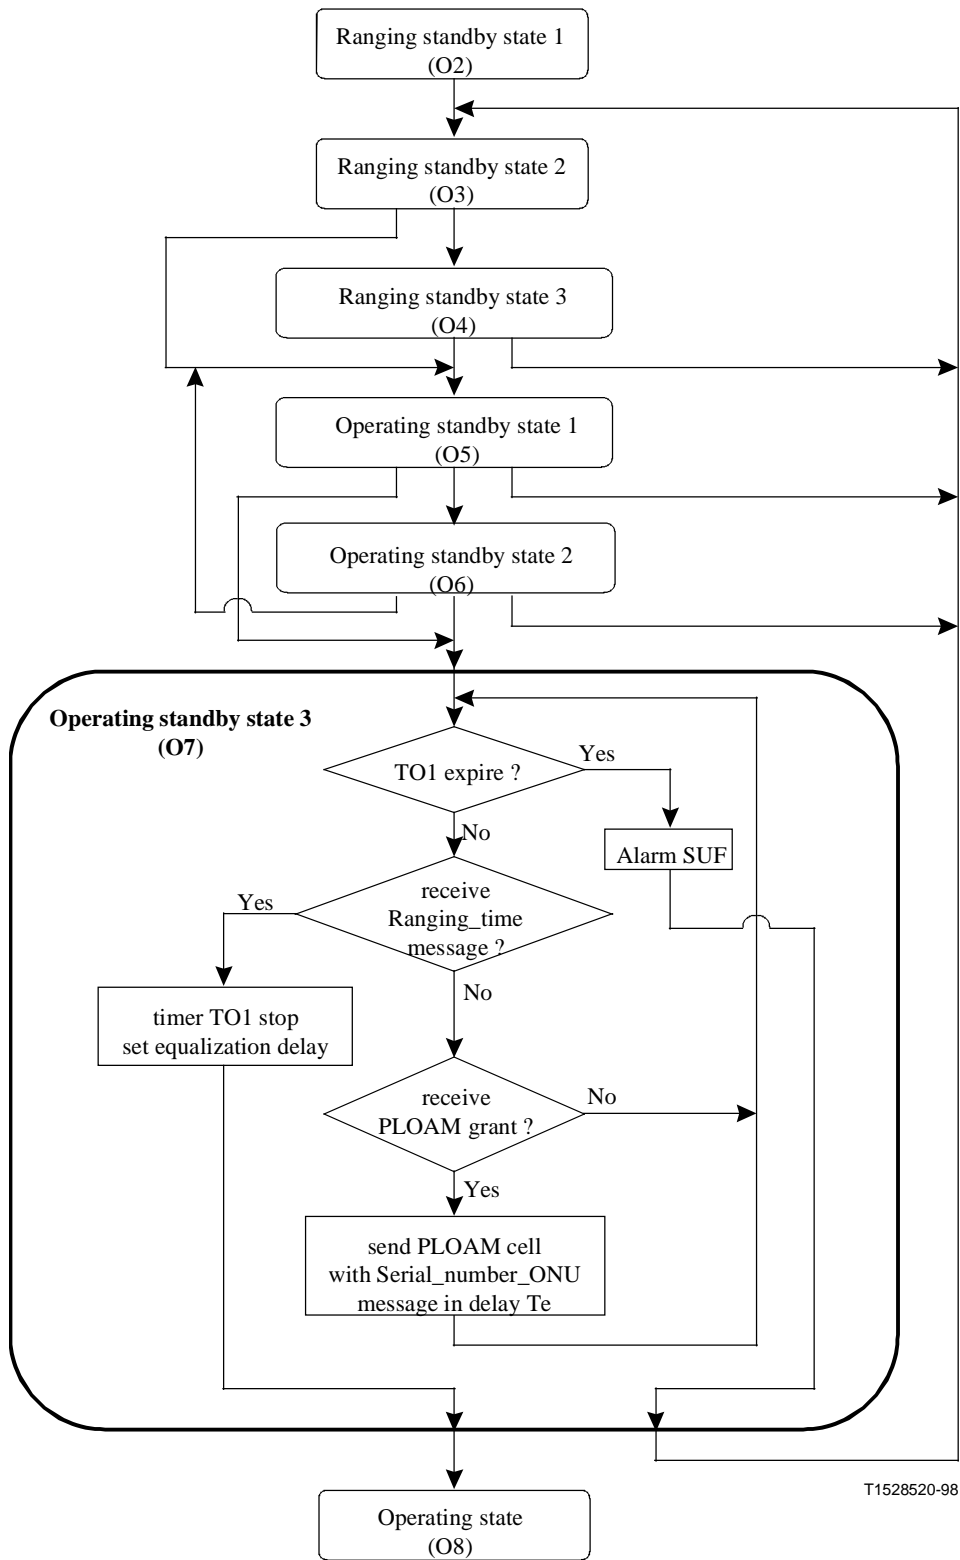 Ranging standby state 1
(O2)
Ranging standby state 2
(O3)
Ranging standby state 3
(O4)
Operating standby state 1
(O5)
Operating standby state 2
(O6)
Operating standby state 3
(O7)
TO1 expire ?
Yes
No
Alarm SUF
receive
Ranging_time
message ?
Yes
No
timer TO1 stop
set equalization delay
receive
PLOAM grant ?
No
Yes
send PLOAM cell
with Serial_number_ONU
message in delay Te
T1528520-98
Operating state
(O8)